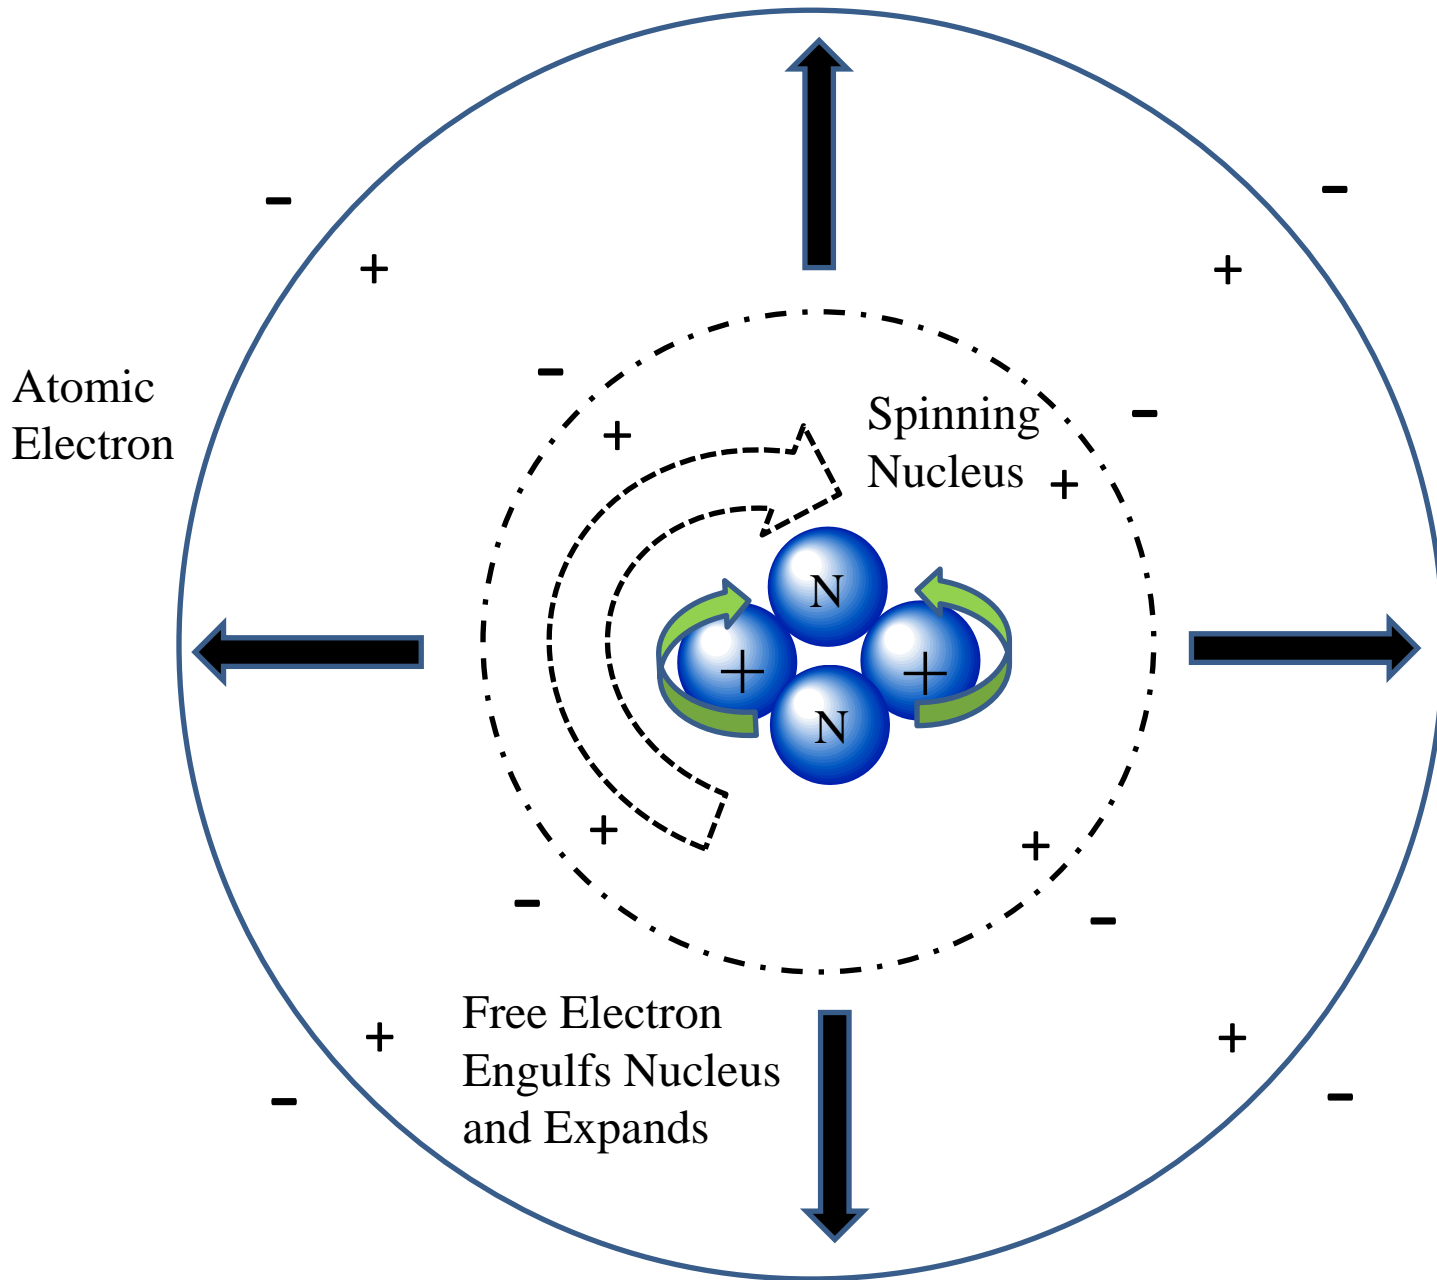 -
-
+
+
Atomic
Electron
-
+
Spinning
Nucleus
-
+
N
+
+
N
+
+
-
-
Free Electron
Engulfs Nucleus
and Expands
+
+
-
-